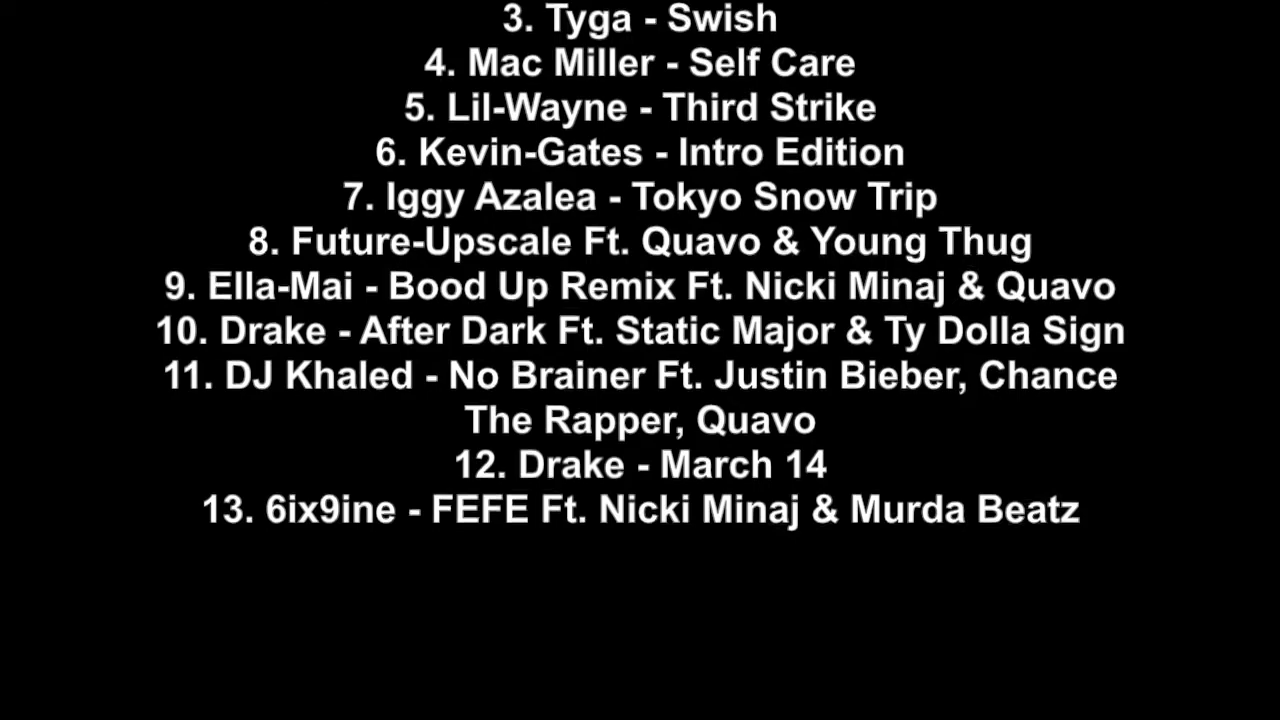 3. Tyga - Swish
4. Mac Miller - Self Care
5. Lil-Wayne - Third Strike
6. Kevin-Gates - Intro Edition
7. Iggy Azalea - Tokyo Snow Trip
8. Future-Upscale Ft. Quavo & Young Thug
9. Ella-Mai - Bood Up Remix Ft. Nicki Minaj & Quavo
10. Drake - After Dark Ft. Static Major & Ty Dolla Sign
11. DJ Khaled - No Brainer Ft. Justin Bieber, Chance
The Rapper, Quavo
12. Drake - March 14
13. 6ix9ine - FEFE Ft. Nicki Minaj & Murda Beatz